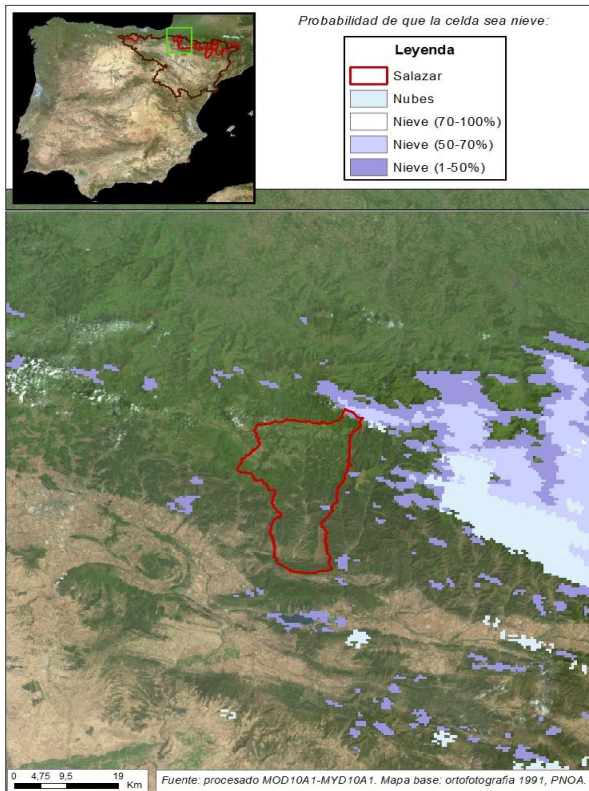 Probabilidad de que la celda sea nieve:
Leyenda
Salazar
Nubes
Nieve (70-100%)
Nieve (50-70%)
Nieve (1-50%)
0 4,75 9,5 19
Km
Fuente: procesado MOD10A1-MYD10A1. Mapa base: ortofotografia 1991, PNOA.